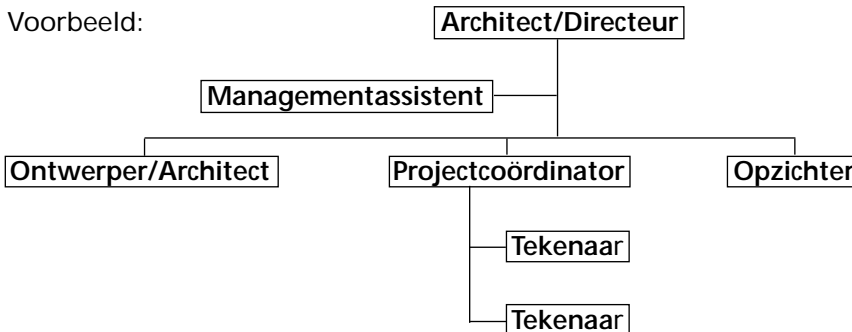 Voorbeeld:
Architect/Directeur
Managementassistent
Ontwerper/Architect
Projectcoördinator
Opzichter
Tekenaar
Tekenaar